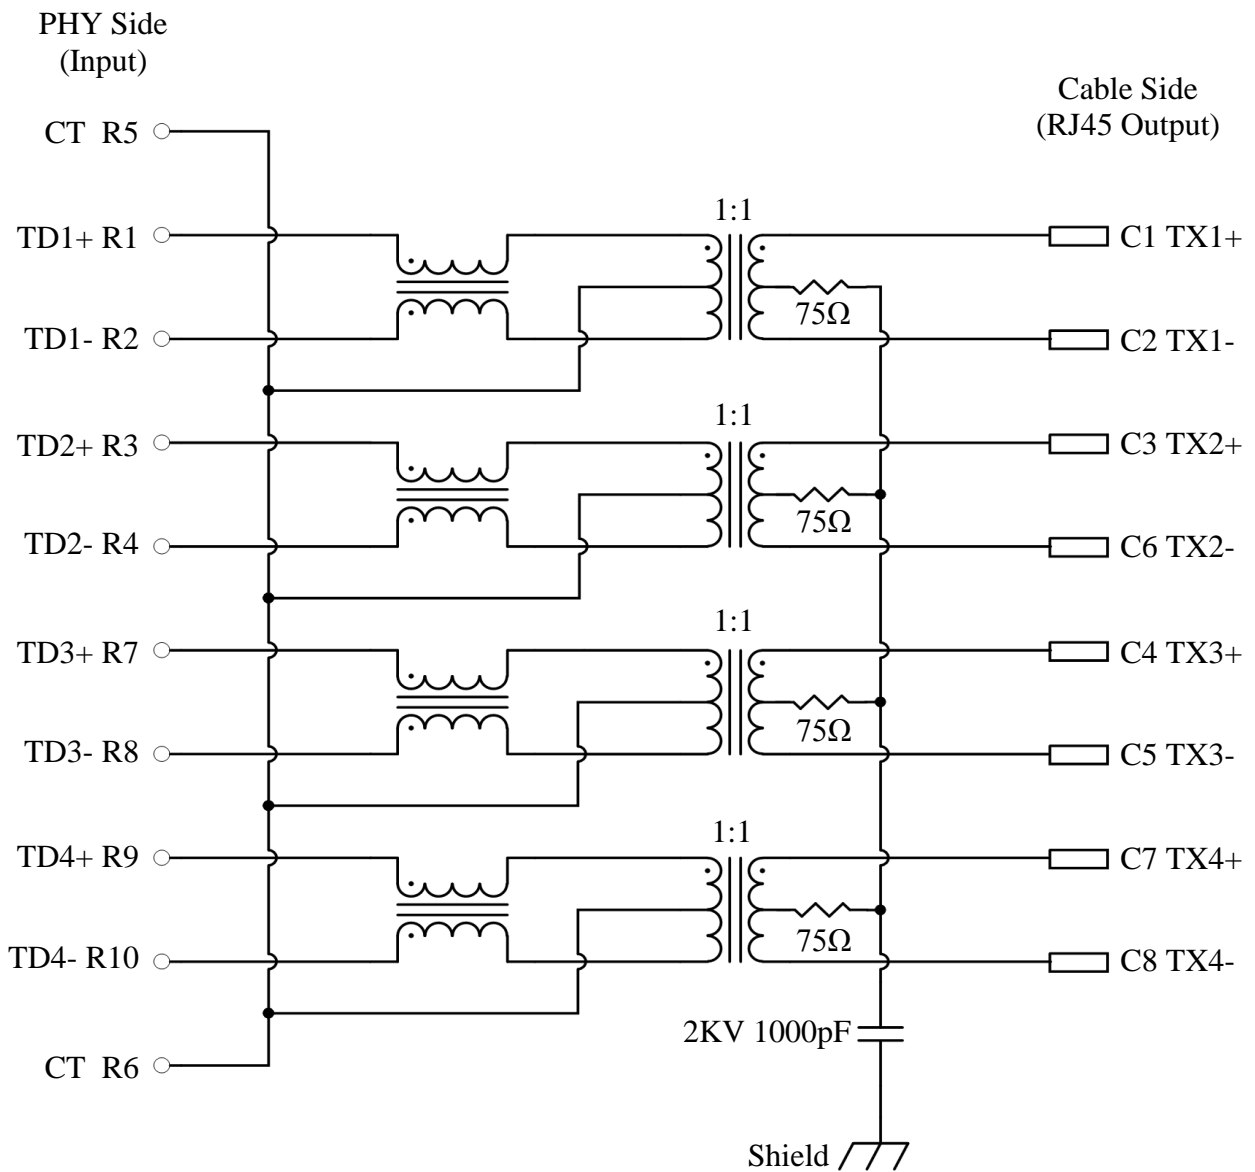 PHY Side
(Input)
Cable Side
(RJ45 Output)
CT R5
1:1
TD1+ R1
C1 TX1+
75Ω
TD1- R2
C2 TX1-
1:1
TD2+ R3
C3 TX2+
75Ω
TD2- R4
C6 TX2-
1:1
TD3+ R7
C4 TX3+
75Ω
TD3- R8
C5 TX3-
1:1
TD4+ R9
C7 TX4+
75Ω
TD4- R10
C8 TX4-
2KV 1000pF
CT R6
Shield